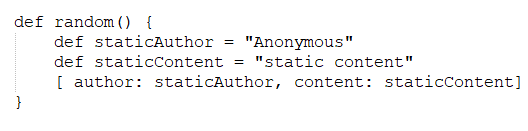 def random() {
    def staticAuthor = "Anonymous"
    def staticContent = "static content"
    [ author: staticAuthor, content: staticContent]
}